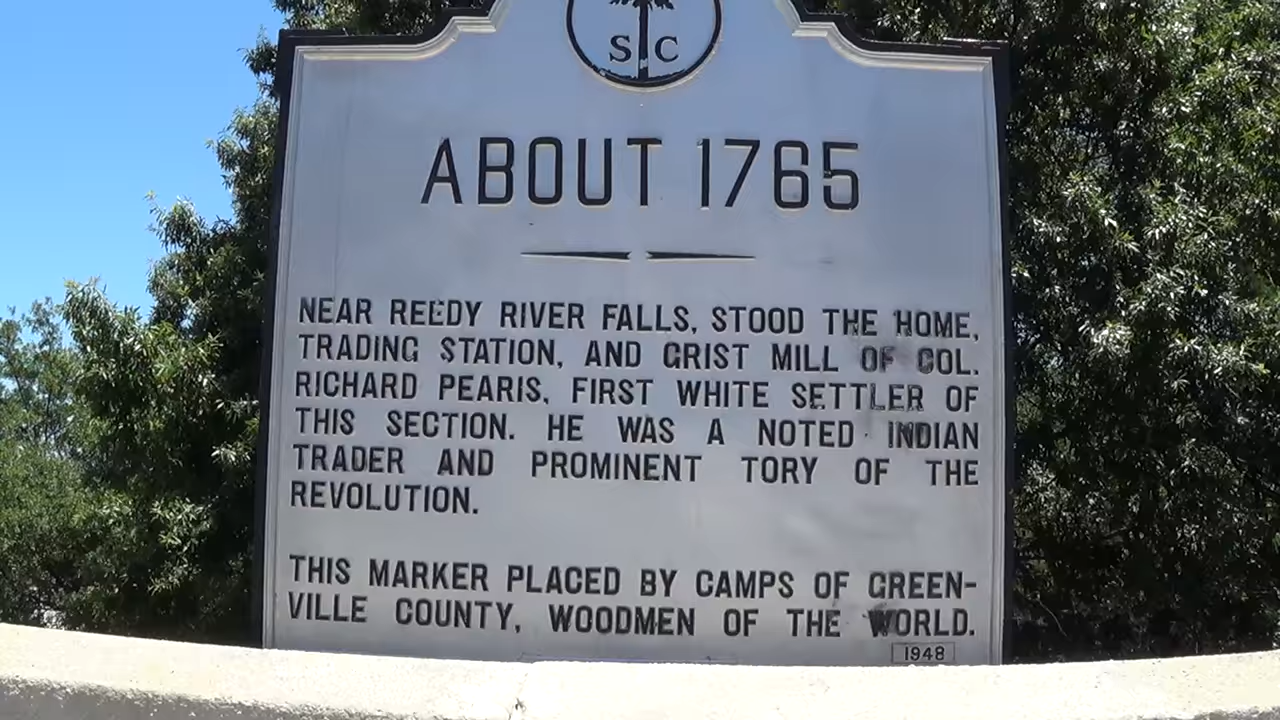 S C
ABOUT 1765
NEAR REEDY RIVER FALLS, STOOD THE HOME,
TRADING STATION, AND GRIST MILL OF COL.
RICHARD PEARIS, FIRST WHITE SETTLER OF
THIS SECTION. HE WAS A NOTED INDIAN
TRADER AND PROMINENT TORY OF THE
REVOLUTION.
THIS MARKER PLACED BY CAMPS OF GREEN-
VILLE COUNTY, WOODMEN OF THE WORLD.
1948